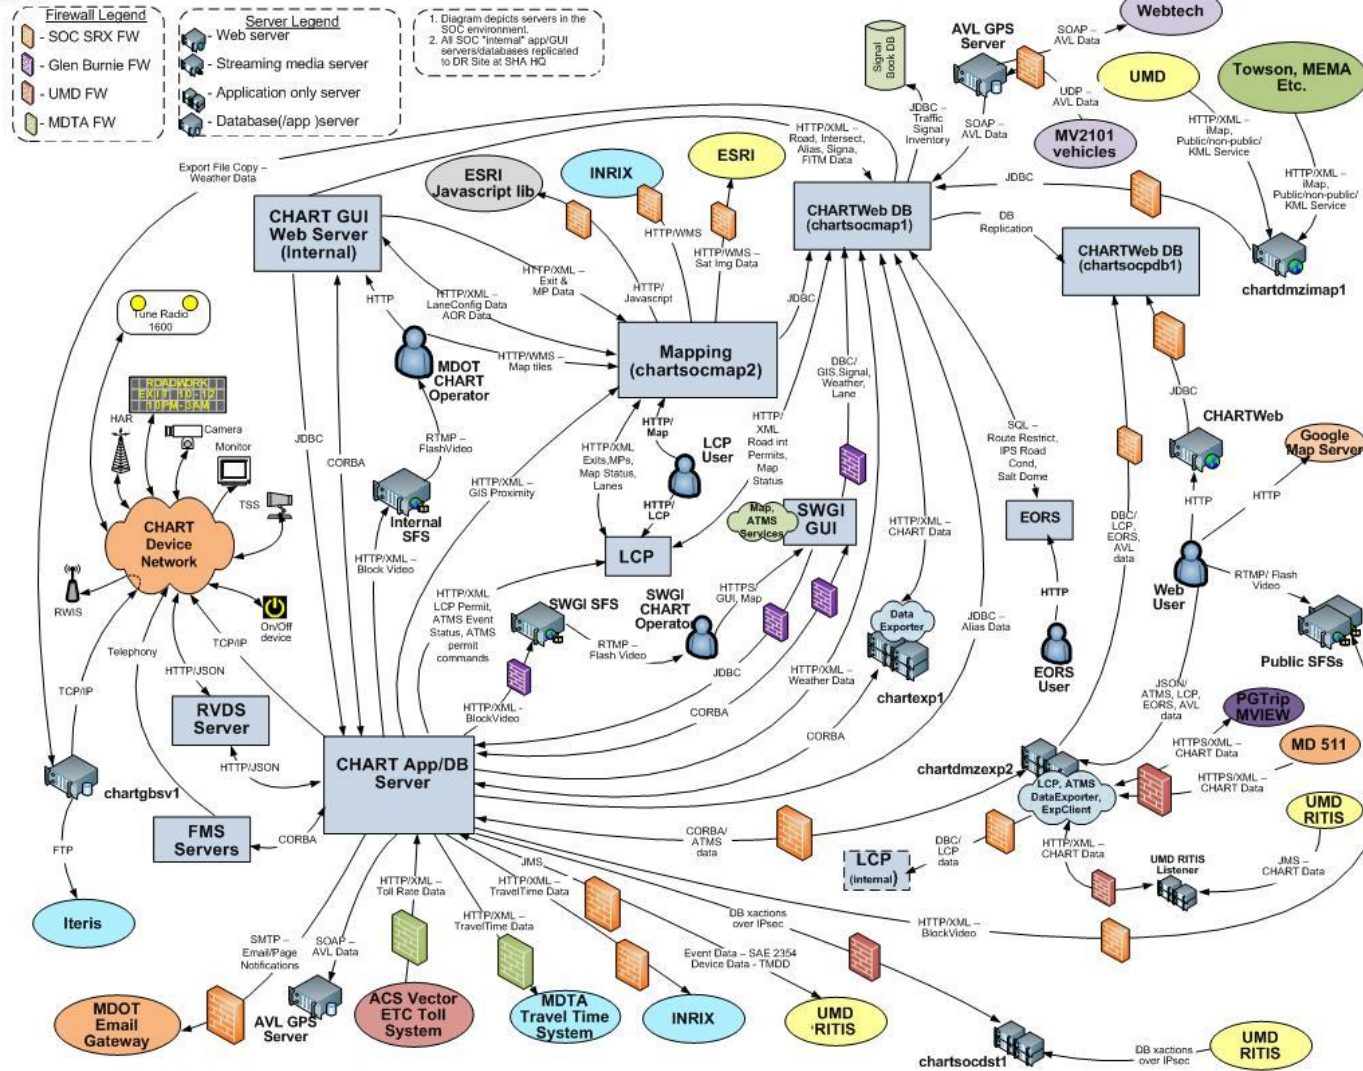 Firewall Legend
- SOC SRX FW
- Glen Burnie FW
- UMD FW
- MDTA FW
Server Legend
- Web server
- Streaming media server
- Application only server
- Database(/app )server
1. Diagram depicts servers in the
SOC environment.
2. All SOC "internal" app/GUI
servers/databases replicated
to DR Site at SHA HQ
Signal
Book DB
AVL GPS
Server
SOAP –
AVL Data
Webtech
UDP –
AVL Data
MV2101
vehicles
UMD
Towson, MEMA
Etc.
HTTP/XML –
iMap,
Public/non-public/
KML Service
HTTP/XML –
iMap,
Public/non-public/
KML Service
JDBC –
Traffic
Signal
Inventory
SOAP –
AVL Data
HTTP/XML –
Road, Intersect,
Alias, Signa,
FITM Data
Export File Copy –
Weather Data
ESRI
Javascript lib
INRIX
ESRI
CHART GUI
Web Server
(Internal)
CHARTWeb DB
(chartsocmap1)
JDBC
DB
Replication
CHARTWeb DB
(chartsocpdb1)
chartdmzimap1
HTTP/WMS
HTTP/WMS –
Sat Img Data
HTTP/XML –
Exit &
MP Data
HTTP/
Javascript
JDBC
HTTP/XML –
LaneConfig Data
AOR Data
HTTP
Tune Radio
1600
Mapping
(chartsocmap2)
MDOT
CHART
Operator
HTTP/WMS –
Map tiles
DBC/
GIS,Signal,
Weather,
Lane
ROADWORK
EXIT 10-12
10PM-3AM
HAR
Camera
Monitor
TSS
JDBC
CORBA
RTMP –
FlashVideo
HTTP/XML
Exits,MPs,
Map Status,
Lanes
HTTP/
Map
LCP
User
HTTP/
XML
Road int
Permits,
Map
Status
SQL –
Route Restrict,
IPS Road
Cond,
Salt Dome
JDBC
CHARTWeb
Google
Map Server
HTTP
HTTP
HTTP/XML –
GIS Proximity
HTTP/
LCP
Internal
SFS
Map,
ATMS
Services
SWGI
GUI
EORS
HTTP/XML –
CHART Data
DBC/
LCP,
EORS,
AVL
data
CHART
Device
Network
LCP
HTTP/XML –
Block Video
Web
User
RTMP/ Flash
Video
RWIS
On/Off
device
HTTP/XML
LCP Permit,
ATMS Event
Status, ATMS
permit
commands
SWGI SFS
SWGI
CHART
Operator
HTTPS/
GUI, Map
HTTP
Data
Exporter
JDBC –
Alias Data
Telephony
TCP/IP
RTMP –
Flash Video
Public SFSs
HTTP/JSON
JDBC
HTTP/XML –
Weather Data
chartexp1
EORS
User
TCP/IP
JSON/
ATMS, LCP,
EORS, AVL
data
PGTrip
MVIEW
RVDS
Server
HTTP/XML -
BlockVideo
CORBA
HTTPS/XML –
CHART Data
MD 511
CORBA
CHART App/DB
Server
HTTP/JSON
chartdmzexp2
LCP, ATMS
DataExporter,
ExpClient
HTTPS/XML –
CHART Data
chartgbsv1
UMD
RITIS
FMS
Servers
CORBA
CORBA/
ATMS
data
DBC/
LCP
data
HTTP/XML –
CHART Data
FTP
LCP
(internal)
UMD RITIS
Listener
JMS –
CHART Data
JMS
HTTP/XML –
Toll Rate Data
HTTP/XML –
TravelTime Data
HTTP/XML –
TravelTime Data
DB xactions
over IPsec
HTTP/XML –
BlockVideo
Iteris
SMTP –
Email/Page
Notifications
SOAP –
AVL Data
Event Data – SAE 2354
Device Data - TMDD
MDOT
Email
Gateway
AVL GPS
Server
ACS Vector
ETC Toll
System
MDTA
Travel Time
System
INRIX
UMD
RITIS
chartsocdst1
DB xactions
over IPsec
UMD
RITIS